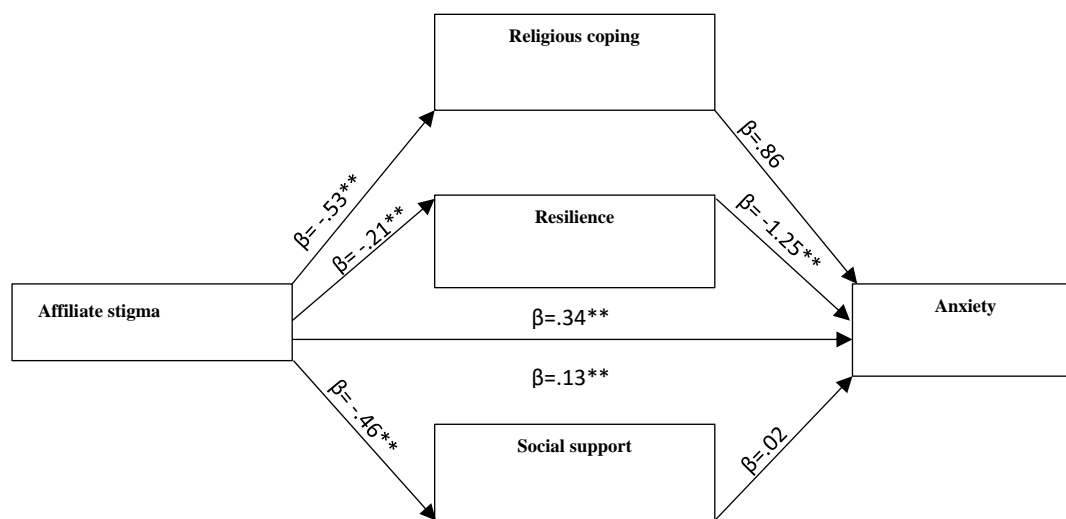 Religious coping
β= -.53**
β=.86
Resilience
β= -.21**
β= -1.25**
Affiliate stigma
β=.34**
Anxiety
β=.13**
β= -.46**
Social support
β=.02